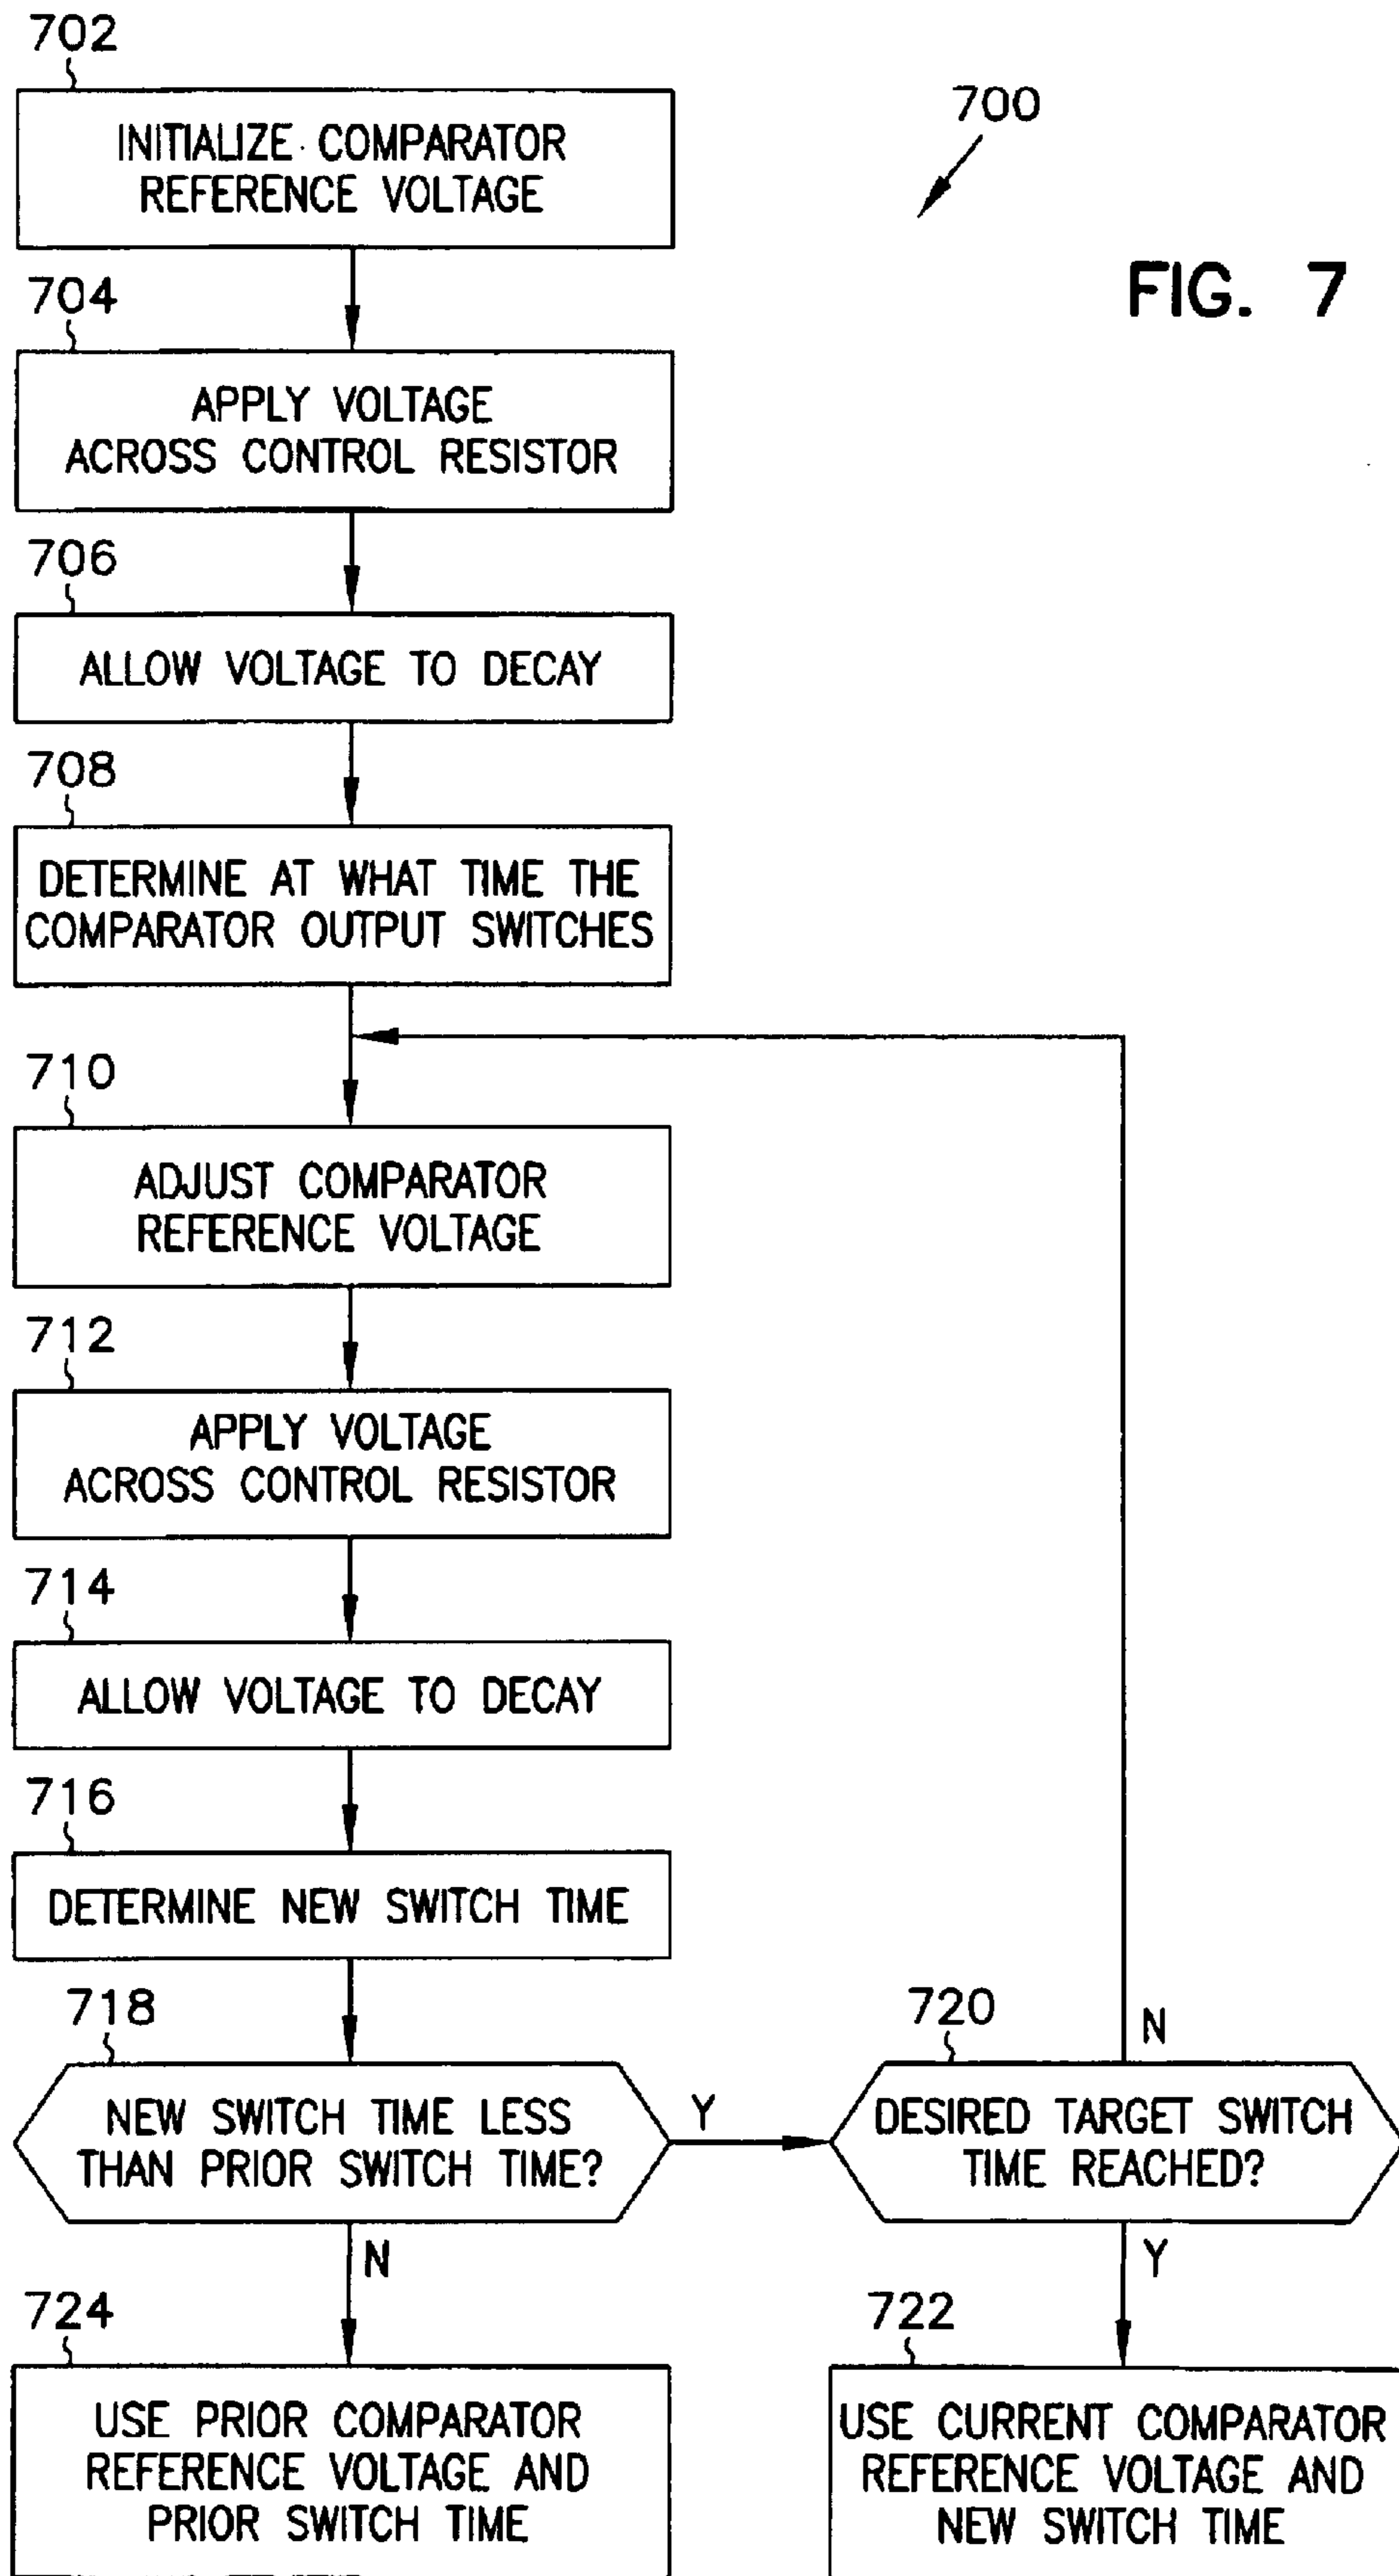 702
700
INITIALIZE COMPARATOR
REFERENCE VOLTAGE
FIG. 7
704
APPLY VOLTAGE
ACROSS CONTROL RESISTOR
706
ALLOW VOLTAGE TO DECAY
708
DETERMINE AT WHAT TIME THE
COMPARATOR OUTPUT SWITCHES
710
ADJUST COMPARATOR
REFERENCE VOLTAGE
712
APPLY VOLTAGE
ACROSS CONTROL RESISTOR
714
ALLOW VOLTAGE TO DECAY
716
DETERMINE NEW SWITCH TIME
718
NEW SWITCH TIME LESS
THAN PRIOR SWITCH TIME?
Y
N
720
N
DESIRED TARGET SWITCH
TIME REACHED?
Y
724
USE PRIOR COMPARATOR
REFERENCE VOLTAGE AND
PRIOR SWITCH TIME
722
USE CURRENT COMPARATOR
REFERENCE VOLTAGE AND
NEW SWITCH TIME